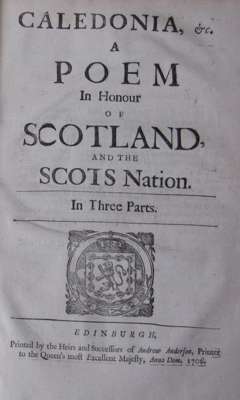 CALEDONIA, &c.
A
POEM
In Honour
OF
SCOTLAND,
AND THE
SCOTS Nation.
In Three Parts.
EDINBURGH,
Printed by the Heirs and Successors of Andrew Anderson, Printer
to the Queen's most Excellent Majesty, Anno Dom, 1706.